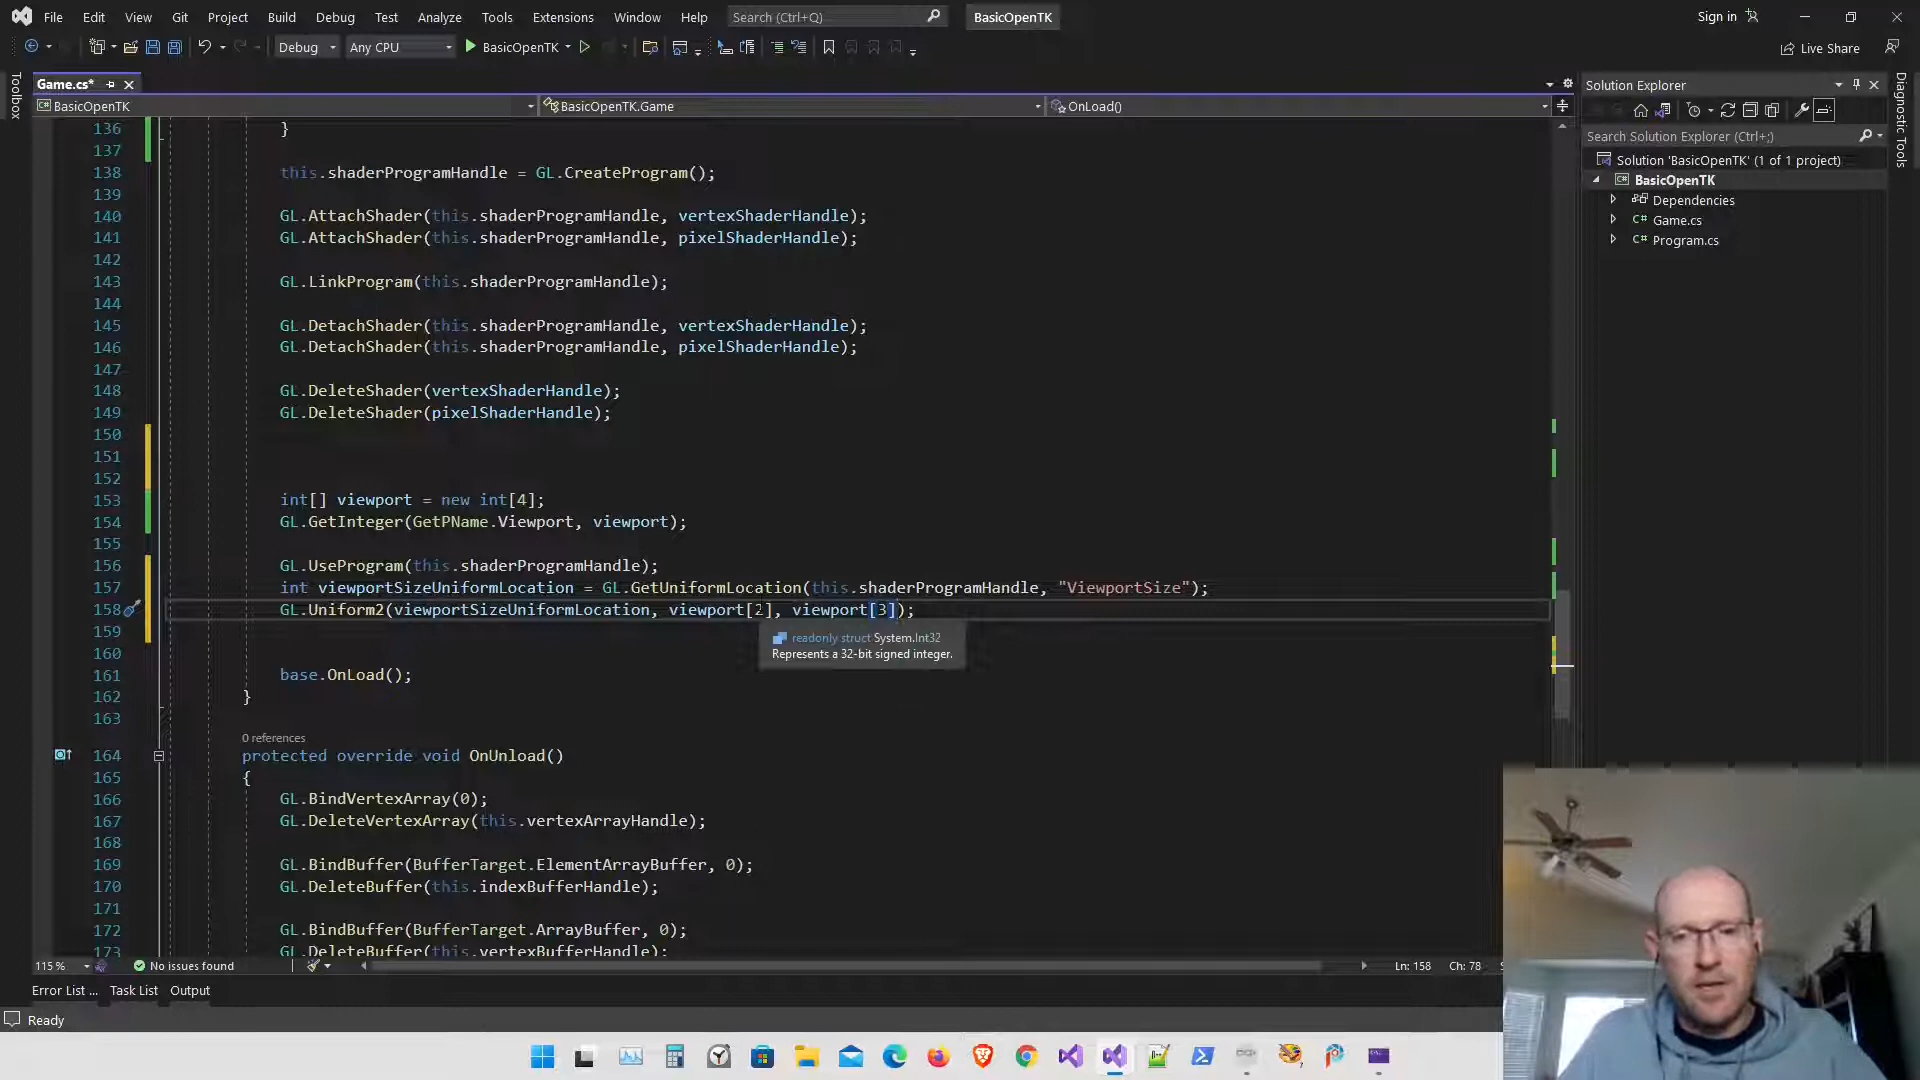 File Edit View Git Project Build Debug Test Analyze Tools Extensions Window Help Search (Ctrl+Q) BasicOpenTK Sign in
Debug Any CPU BasicOpenTK Live Share
Toolbox
Game.cs*
Solution Explorer
Diagnostic Tools
BasicOpenTK BasicOpenTK.Game OnLoad()
Search Solution Explorer (Ctrl+;)
Solution 'BasicOpenTK' (1 of 1 project)
BasicOpenTK
Dependencies
Game.cs
Program.cs
136 }
137
138 this.shaderProgramHandle = GL.CreateProgram();
139
140 GL.AttachShader(this.shaderProgramHandle, vertexShaderHandle);
141 GL.AttachShader(this.shaderProgramHandle, pixelShaderHandle);
142
143 GL.LinkProgram(this.shaderProgramHandle);
144
145 GL.DetachShader(this.shaderProgramHandle, vertexShaderHandle);
146 GL.DetachShader(this.shaderProgramHandle, pixelShaderHandle);
147
148 GL.DeleteShader(vertexShaderHandle);
149 GL.DeleteShader(pixelShaderHandle);
150
151
152
153 int[] viewport = new int[4];
154 GL.GetInteger(GetPName.Viewport, viewport);
155
156 GL.UseProgram(this.shaderProgramHandle);
157 int viewportSizeUniformLocation = GL.GetUniformLocation(this.shaderProgramHandle, "ViewportSize");
158 GL.Uniform2(viewportSizeUniformLocation, viewport[2], viewport[3]);
159
readonly struct System.Int32
Represents a 32-bit signed integer.
160
161 base.OnLoad();
162 }
163
0 references
164 protected override void OnUnload()
165 {
166 GL.BindVertexArray(0);
167 GL.DeleteVertexArray(this.vertexArrayHandle);
168
169 GL.BindBuffer(BufferTarget.ElementArrayBuffer, 0);
170 GL.DeleteBuffer(this.indexBufferHandle);
171
172 GL.BindBuffer(BufferTarget.ArrayBuffer, 0);
173 GL.DeleteBuffer(this.vertexBufferHandle);
115 % No issues found Ln: 158 Ch: 78
Error List ... Task List Output
Ready